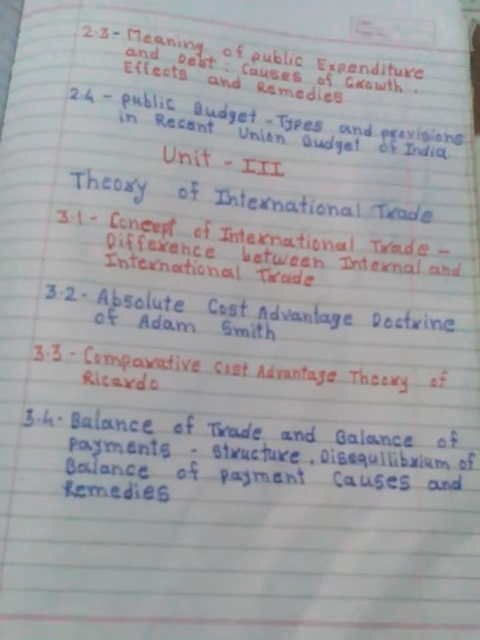 2.3 - Meaning of public Expenditure
and Debt : Causes of Growth.
Effects and Remedies
2.4 - public Budget - Types and provisions
in Recent Union Budget of India
Unit - III
Theory of International Trade
3.1 - Concept of International Trade -
Difference between Internal and
International Trade
3.2 - Absolute Cost Advantage Doctrine
of Adam Smith
3.3 - Comparative Cost Advantage Theory of
Ricardo
3.4 - Balance of Trade and Balance of
payments - structure, Disequilibrium of
Balance of payment Causes and
Remedies